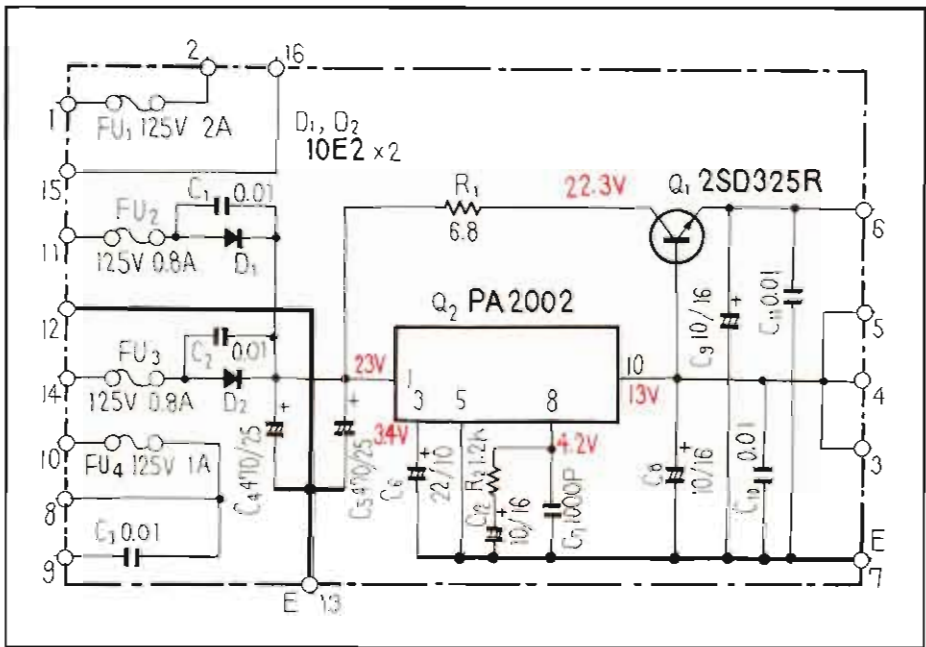 2
16
1
FU₁ 125V 2A
D₁, D₂
10E2 ×2
15
C₁ 0.01
R₁
6.8
22.3V
Q₁ 2SD325R
6
FU₂
11
125V 0.8A
D₁
12
Q₂ PA2002
C₉ 10/16
+
C₁₁ 0.01
5
C₂
0.01
FU₃
14
125V 0.8A
D₂
23V
1
3
5
8
10
13V
4
3.4V
4.2V
3
10
FU₄ 125V 1A
C₄ 470/25
+
C₅ 470/25
+
C₆
22/10
+
R₂ 1.2K
C₁₂
10/16
+
C₇ 1000P
C₈
10/16
+
C₁₀
0.01
8
C₃ 0.01
9
E 13
E
7